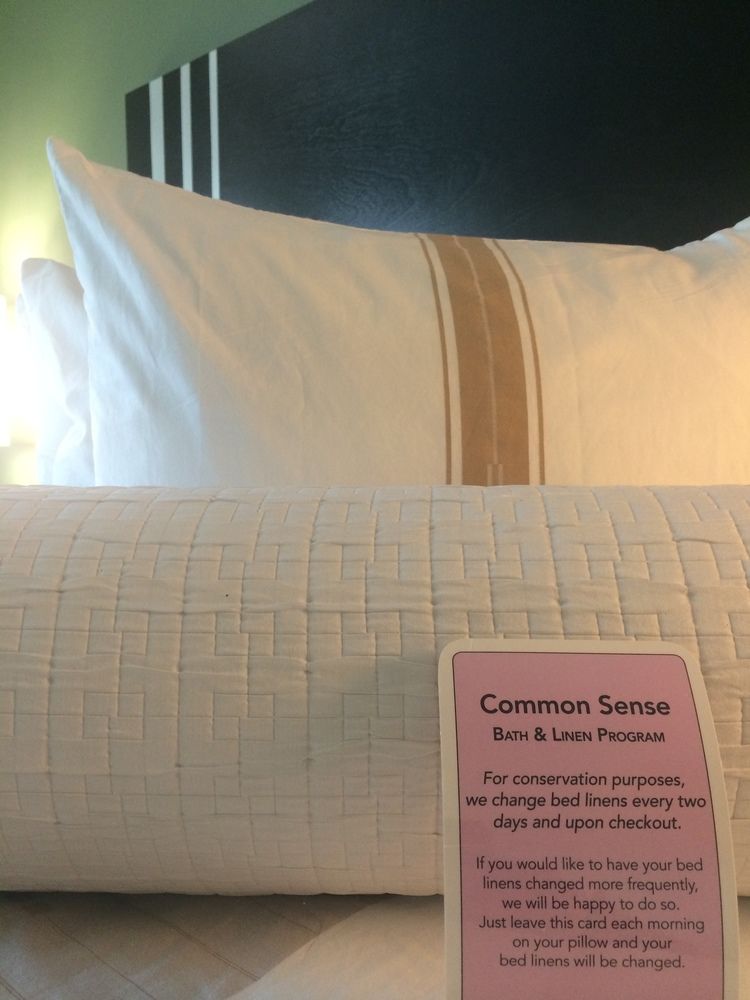 Common Sense
Bath & Linen Program
For conservation purposes,
we change bed linens every two
days and upon checkout.
If you would like to have your bed
linens changed more frequently,
we will be happy to do so.
Just leave this card each morning
on your pillow and your
bed linens will be changed.